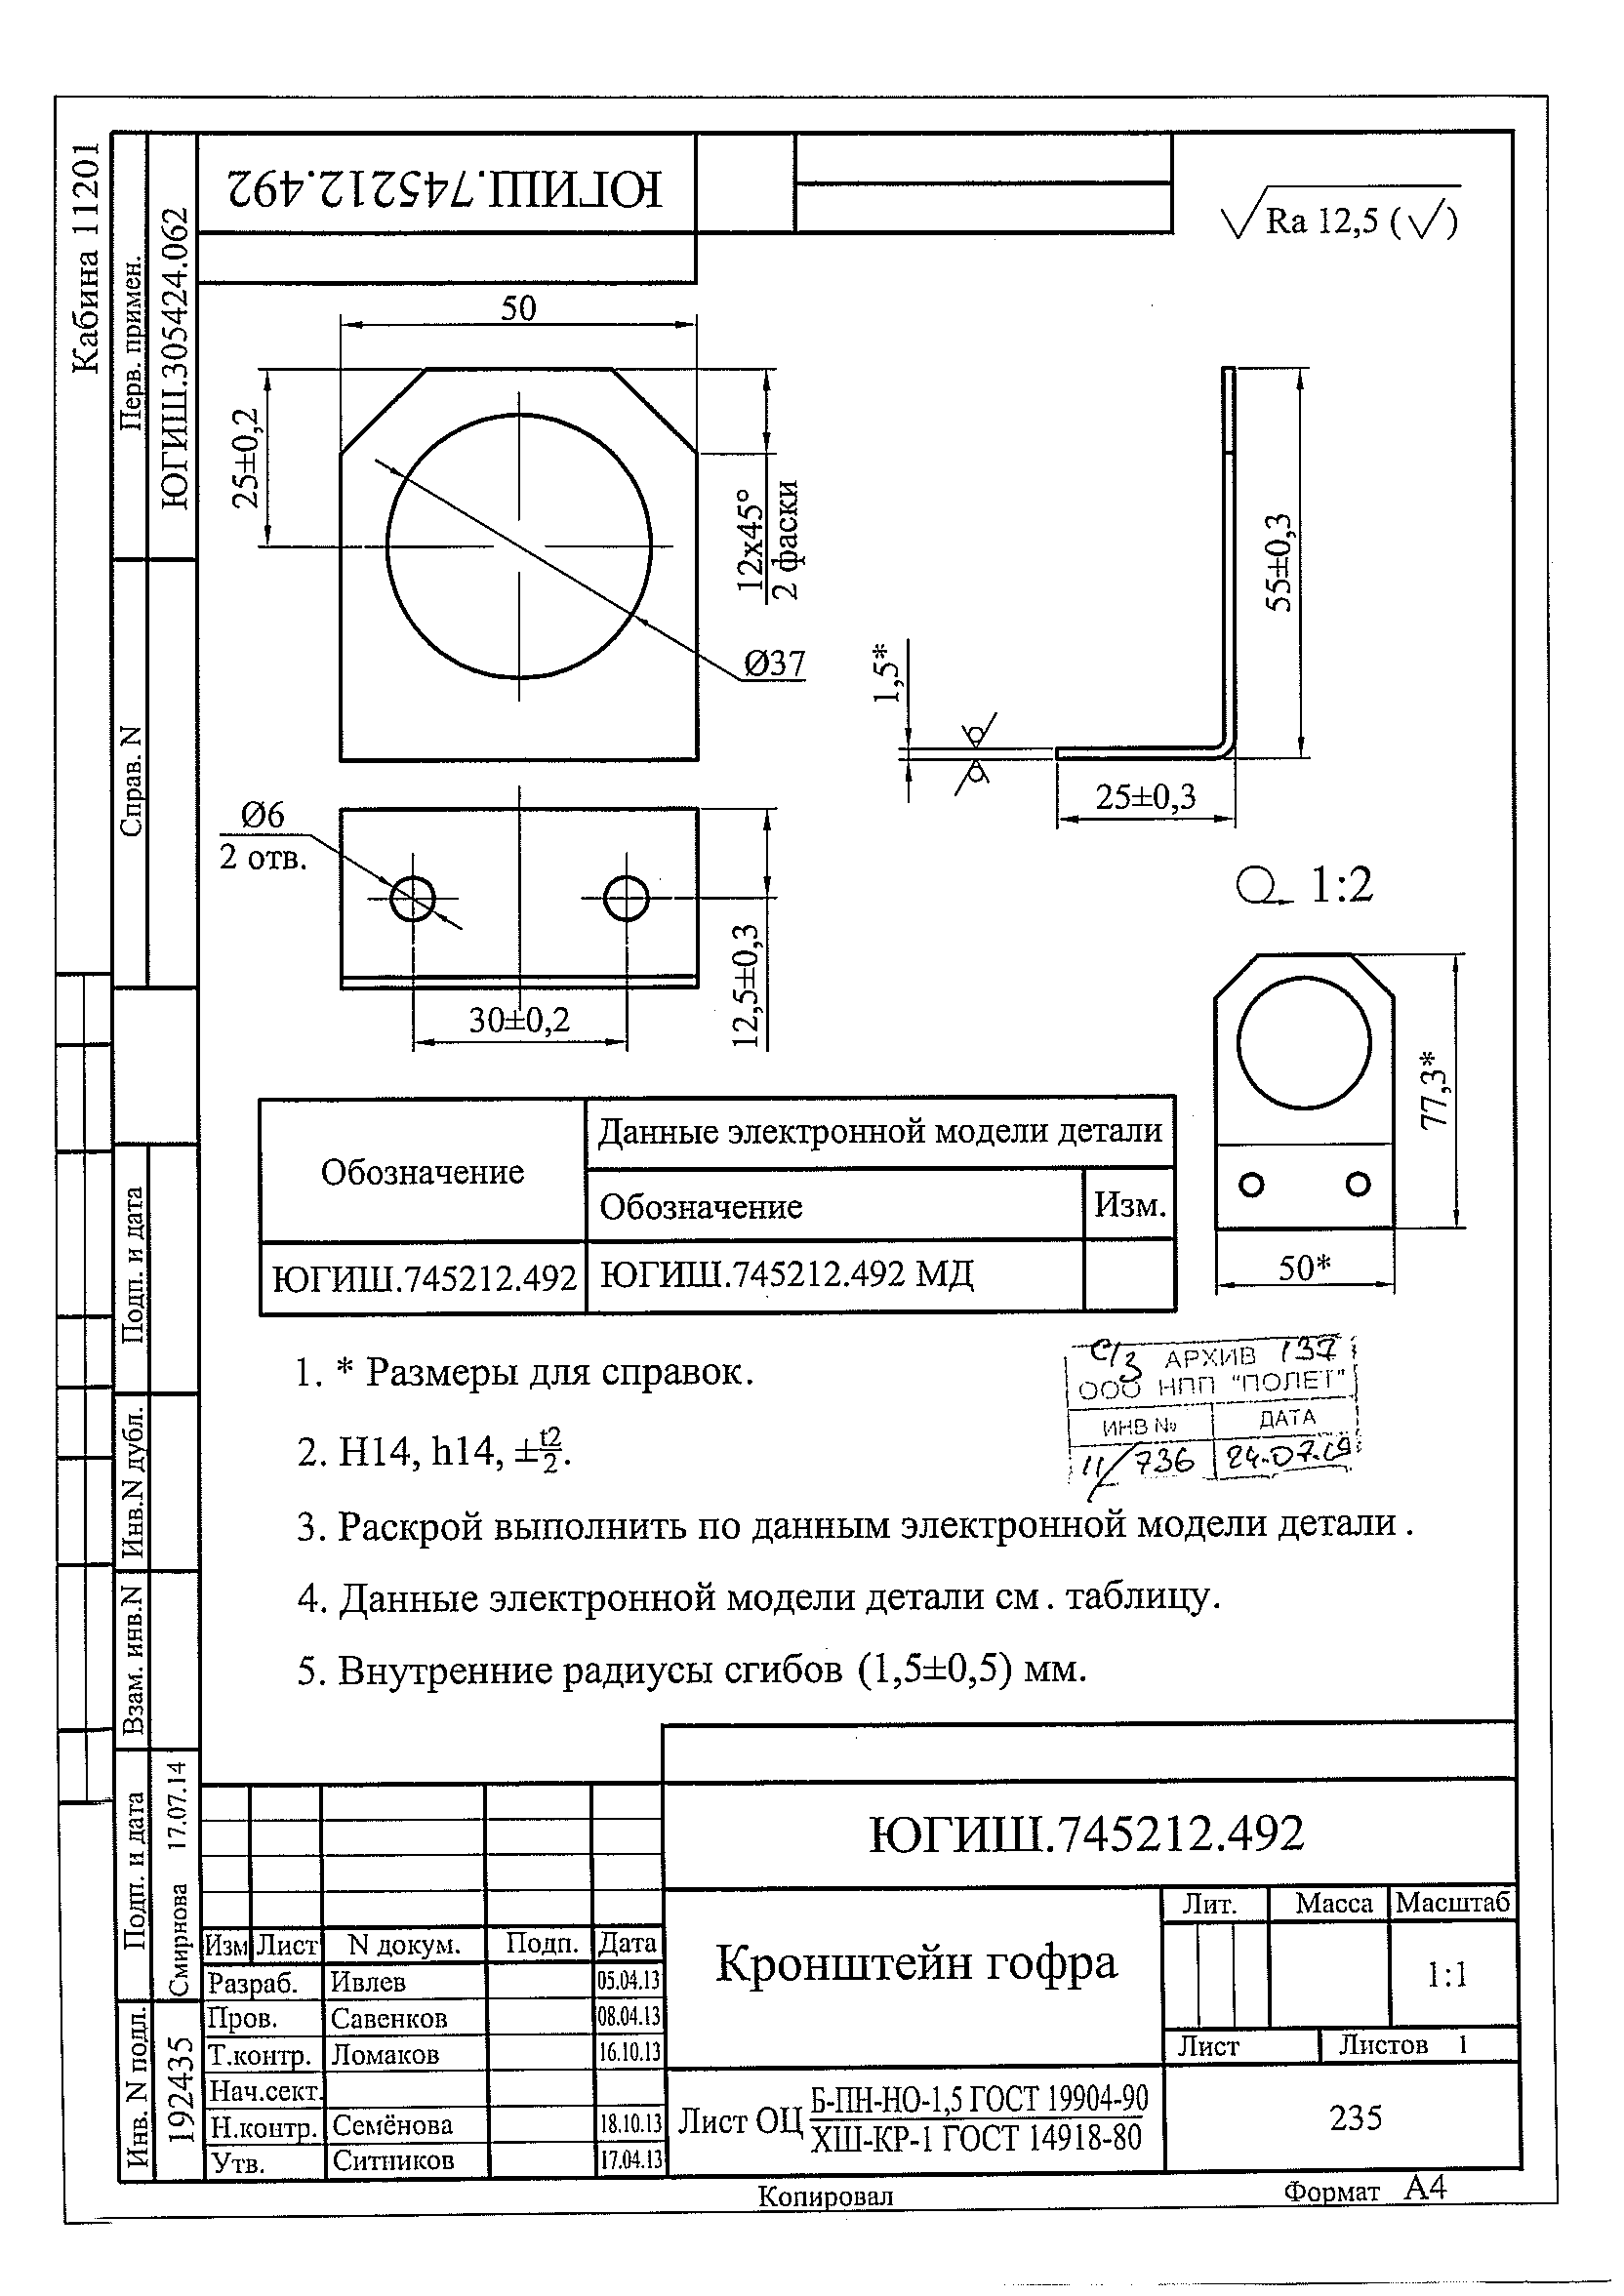 Кабина 11201
Перв. примен.
ЮГИШ.305424.062
Справ. N
Подп. и дата
Инв.N дубл.
Взам. инв.N
Подп. и дата
Смирнова 17.07.14
Инв. N подл.
192435
ЮГИШ.745212.492
√Ra 12,5 (√)
50
25±0,2
12x45°
2 фаски
Ø37
55±0,3
1,5*
25±0,3
Ø6
2 отв.
30±0,2
12,5±0,3
1:2
77,3*
50*
Обозначение
Данные электронной модели детали
Обозначение
Изм.
ЮГИШ.745212.492
ЮГИШ.745212.492 МД
1. * Размеры для справок.
2. H14, h14, ±t2/2.
3. Раскрой выполнить по данным электронной модели детали .
4. Данные электронной модели детали см . таблицу.
5. Внутренние радиусы сгибов (1,5±0,5) мм.
с/з АРХИВ 137
ООО НПП "ПОЛЕТ"
ИНВ № ДАТА
11/736 24.07.19
ЮГИШ.745212.492
Изм Лист N докум. Подп. Дата
Разраб. Ивлев 05.04.13
Пров. Савенков 08.04.13
Т.контр. Ломаков 16.10.13
Нач.сект.
Н.контр. Семёнова 18.10.13
Утв. Ситников 17.04.13
Кронштейн гофра
Лит. Масса Масштаб
1:1
Лист Листов 1
Лист ОЦ Б-ПН-НО-1,5 ГОСТ 19904-90
ХШ-КР-1 ГОСТ 14918-80
235
Копировал
Формат А4